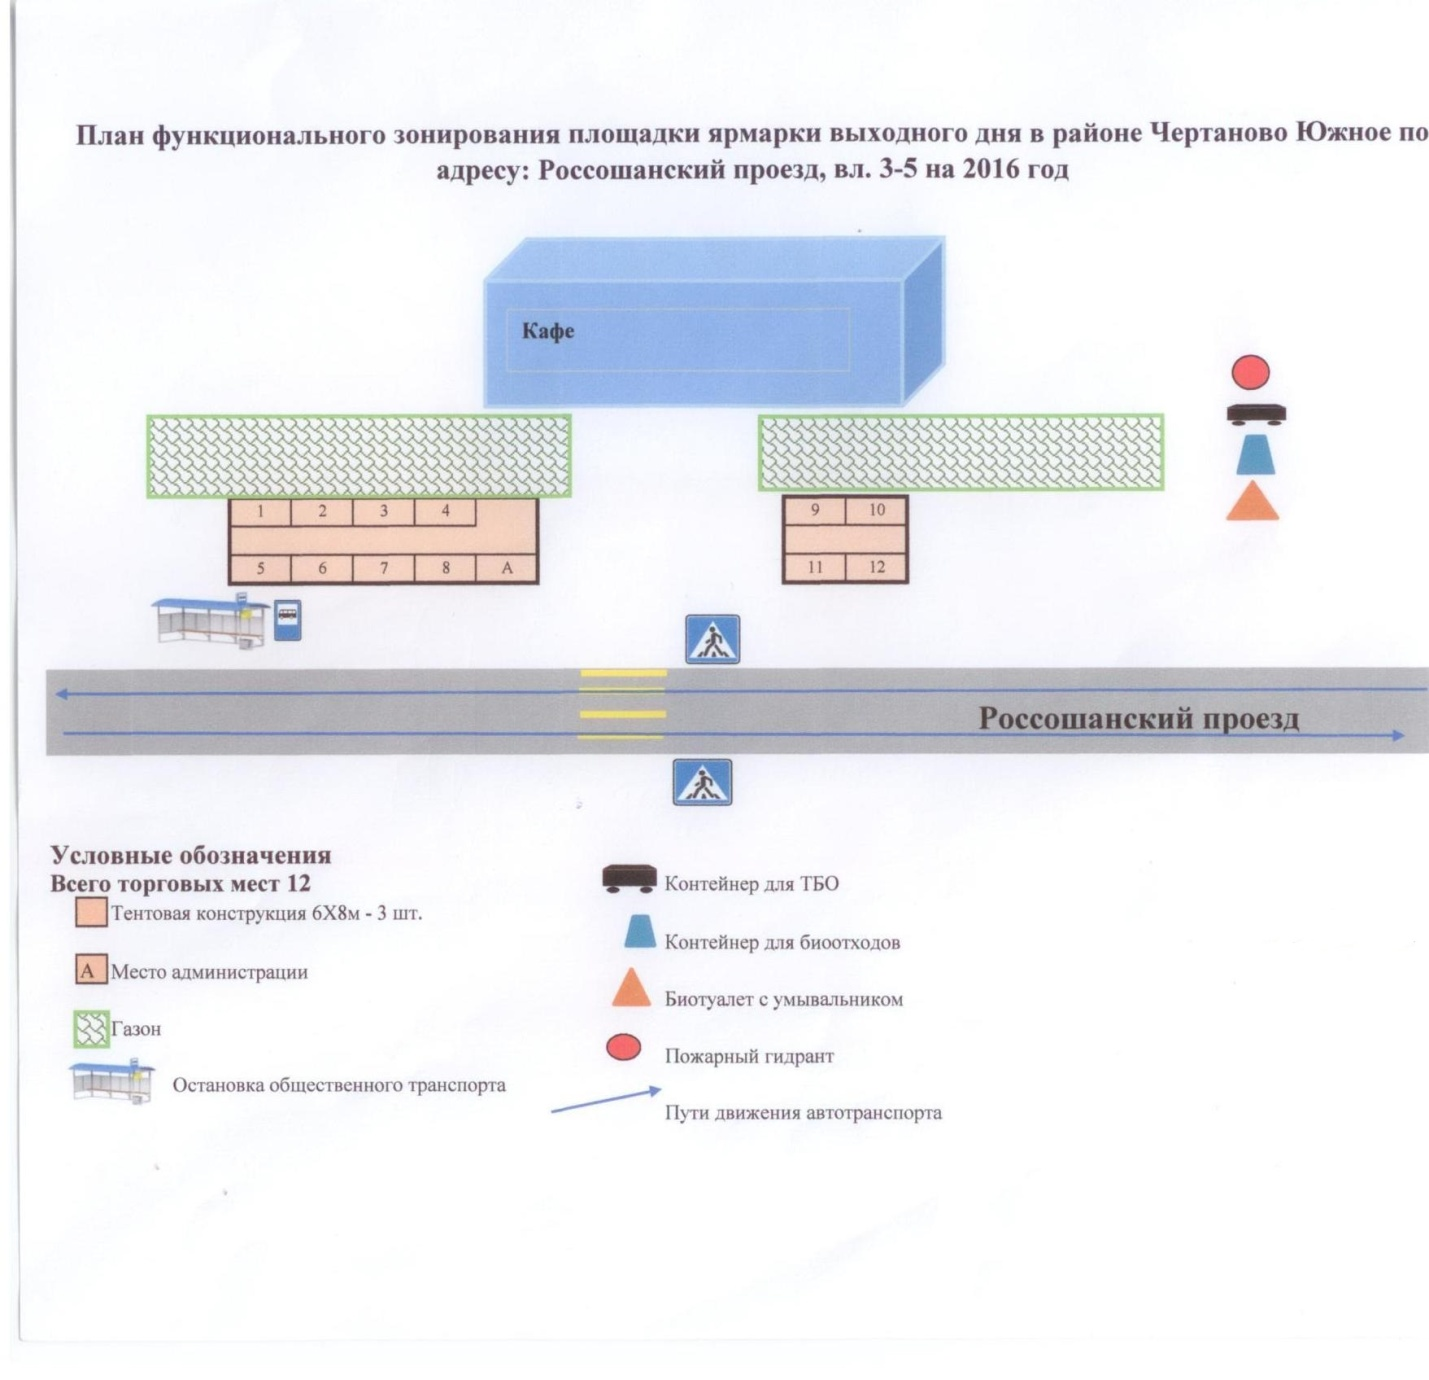 План функционального зонирования площадки ярмарки выходного дня в районе Чертаново Южное по
адресу: Россошанский проезд, вл. 3-5 на 2016 год
Кафе
1 2 3 4
5 6 7 8 А
9 10
11 12
Россошанский проезд
Условные обозначения
Всего торговых мест 12
Тентовая конструкция 6Х8м - 3 шт.
А Место администрации
Газон
Остановка общественного транспорта
Контейнер для ТБО
Контейнер для биоотходов
Биотуалет с умывальником
Пожарный гидрант
Пути движения автотранспорта